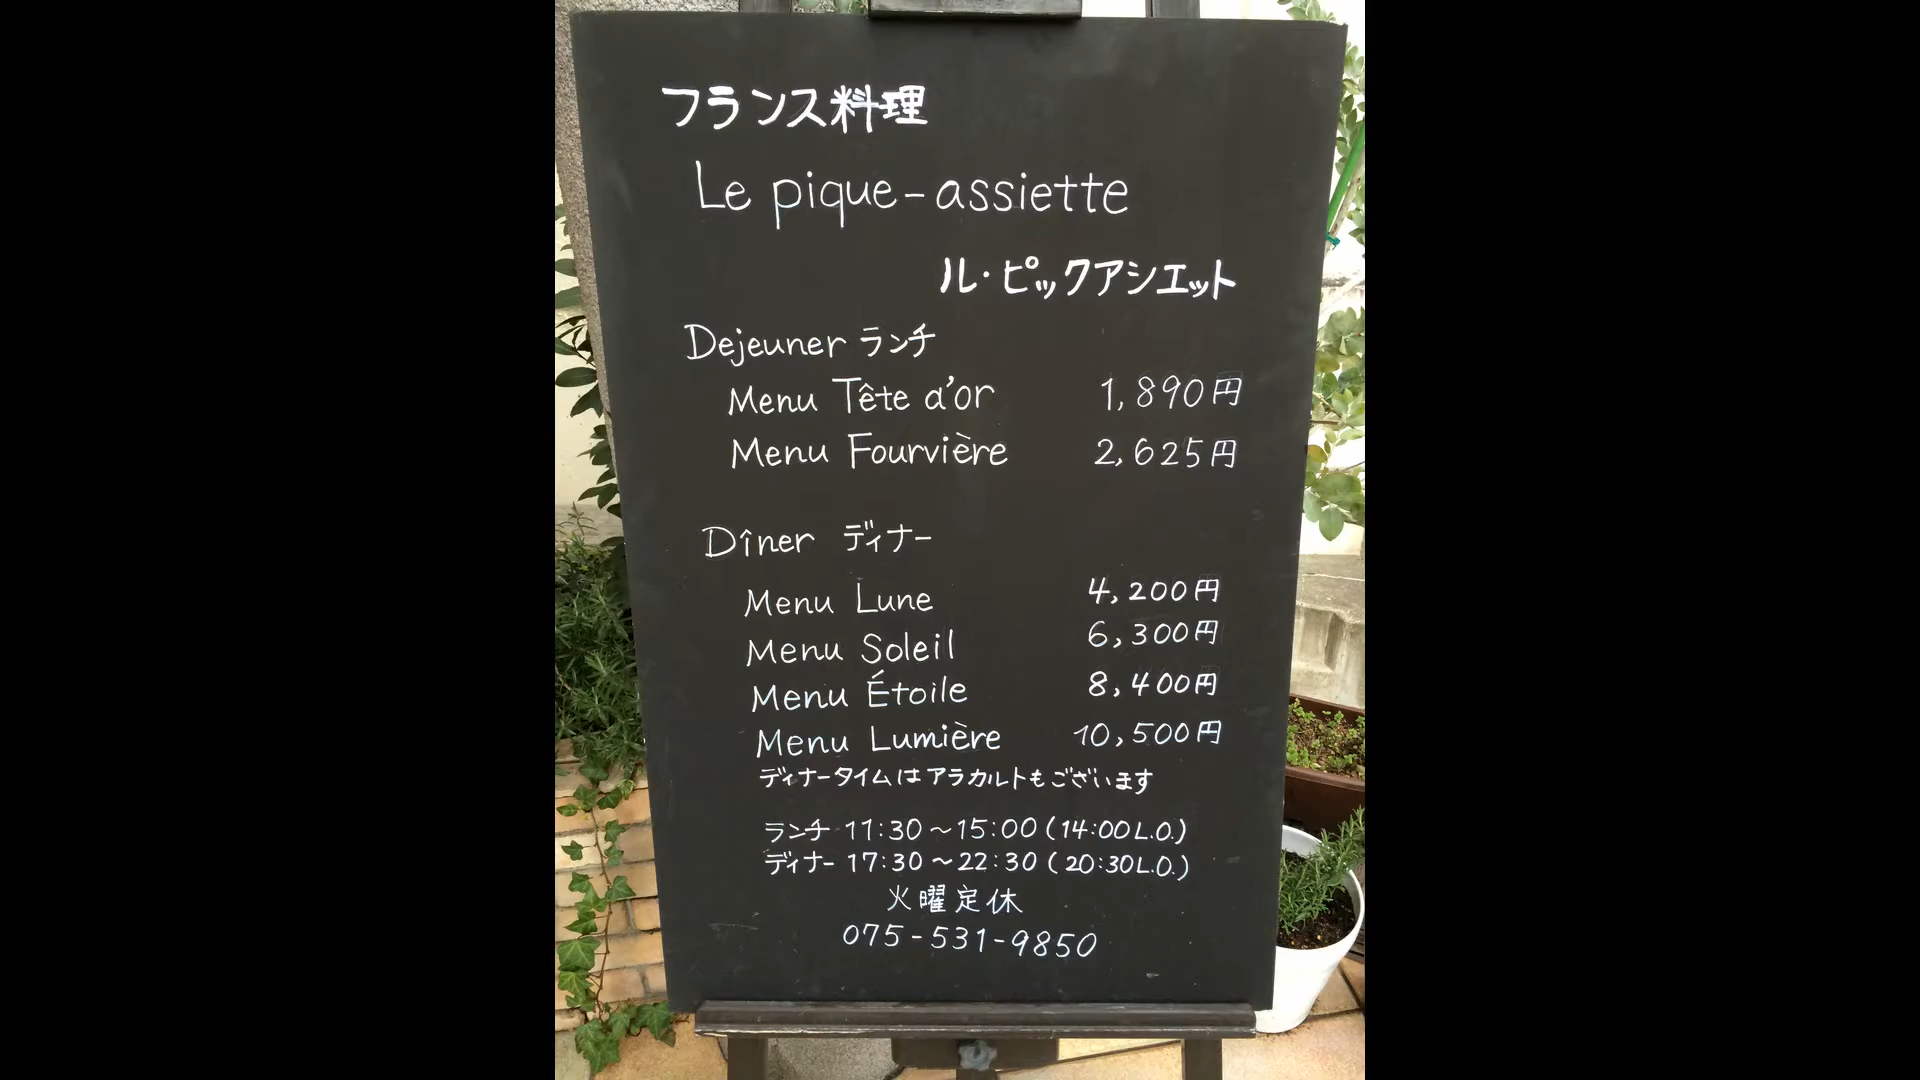 フランス料理
Le pique-assiette
ル・ピックアシエット
Dejeuner ランチ
Menu Tête d'or 1,890円
Menu Fourvière 2,625円
Dîner ディナー
Menu Lune 4,200円
Menu Soleil 6,300円
Menu Étoile 8,400円
Menu Lumière 10,500円
ディナータイムはアラカルトもございます
ランチ 11:30～15:00(14:00L.O.)
ディナー 17:30～22:30(20:30L.O.)
火曜定休
075-531-9850